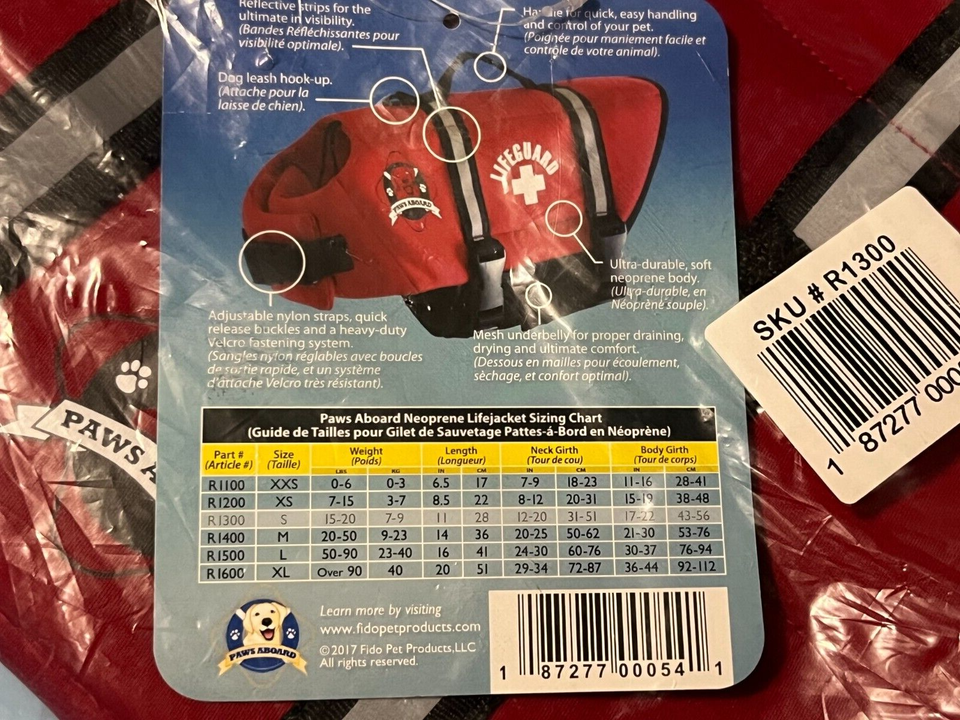 Reflective strips for the
ultimate in visibility.
(Bandes Réfléchissantes pour
visibilité optimale).
Handle for quick, easy handling
and control of your pet.
(Poignée pour maniement facile et
contrôle de votre animal).
Dog leash hook-up.
(Attache pour la
laisse de chien).
LIFEGUARD
PAWS ABOARD
Ultra-durable, soft
neoprene body.
(Ultra-durable, en
Néoprène souple).
Adjustable nylon straps, quick
release buckles and a heavy-duty
Velcro fastening system.
(Sangles nylon réglables avec boucles
de sortie rapide, et un système
d'attache Velcro très résistant).
Mesh underbelly for proper draining,
drying and ultimate comfort.
(Dessous en mailles pour écoulement,
sèchage, et confort optimal).
SKU # R1300
1 87277 000
PAWS A
Paws Aboard Neoprene Lifejacket Sizing Chart
(Guide de Tailles pour Gilet de Sauvetage Pattes-á-Bord en Néoprène)
Part # Size Weight Length Neck Girth Body Girth
(Article #) (Taille) (Poids) (Longueur) (Tour de cou) (Tour de corps)
LBS KG IN CM IN CM IN CM
R1100 XXS 0-6 0-3 6.5 17 7-9 18-23 11-16 28-41
R1200 XS 7-15 3-7 8.5 22 8-12 20-31 15-19 38-48
R1300 S 15-20 7-9 11 28 12-20 31-51 17-22 43-56
R1400 M 20-50 9-23 14 36 20-25 50-62 21-30 53-76
R1500 L 50-90 23-40 16 41 24-30 60-76 30-37 76-94
R1600 XL Over 90 40 20 51 29-34 72-87 36-44 92-112
PAWS ABOARD
Learn more by visiting
www.fidopetproducts.com
©2017 Fido Pet Products,LLC
All rights reserved.
1 87277 00054 1